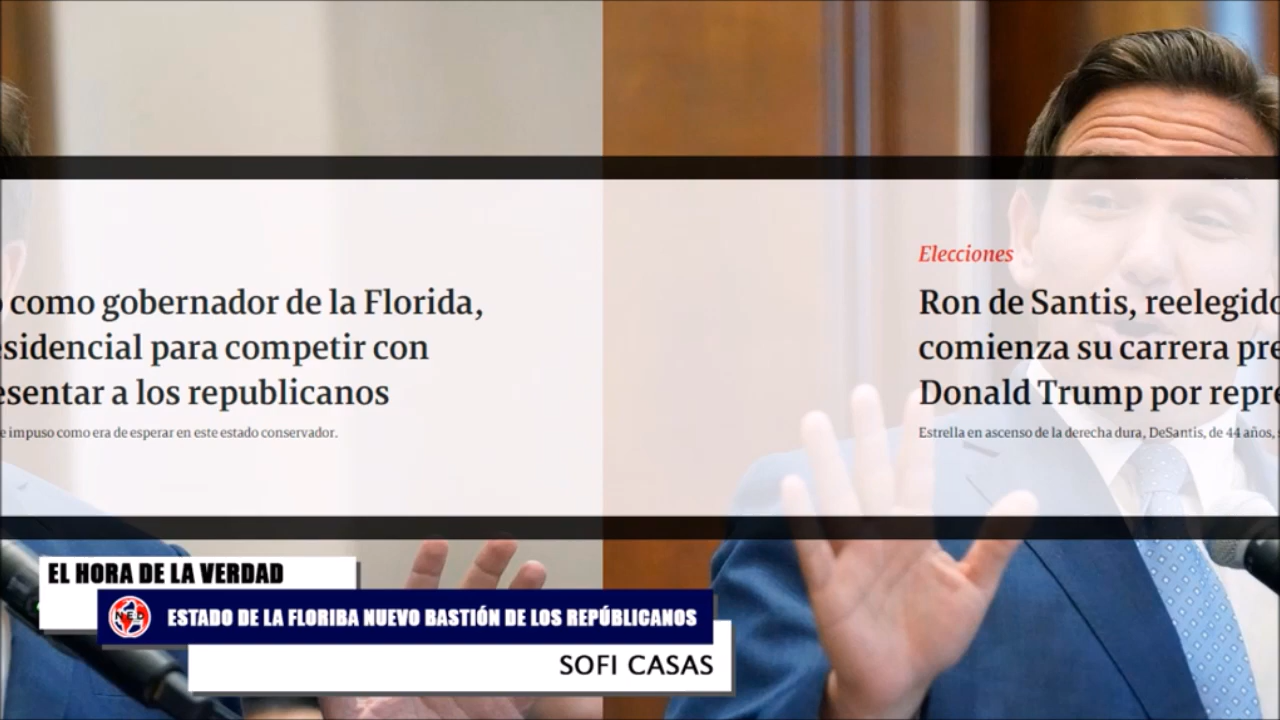 como gobernador de la Florida,
esidencial para competir con
esentar a los republicanos
e impuso como era de esperar en este estado conservador.
Elecciones
Ron de Santis, reelegido
comienza su carrera pre
Donald Trump por repre
Estrella en ascenso de la derecha dura, DeSantis, de 44 años,
EL HORA DE LA VERDAD
ESTADO DE LA FLORIBA NUEVO BASTIÓN DE LOS REPÚBLICANOS
SOFI CASAS